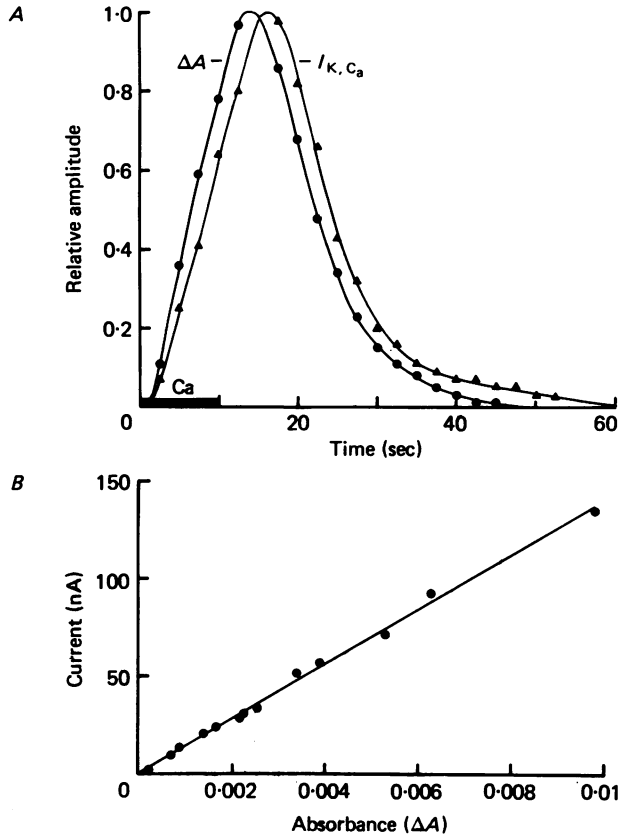 A
1·0
0·8
0·6
0·4
0·2
0
Relative amplitude
ΔA
I K, Ca
Ca
20
40
60
Time (sec)
B
150
100
50
0
Current (nA)
0·002
0·004
0·006
0·008
0·01
Absorbance (ΔA)